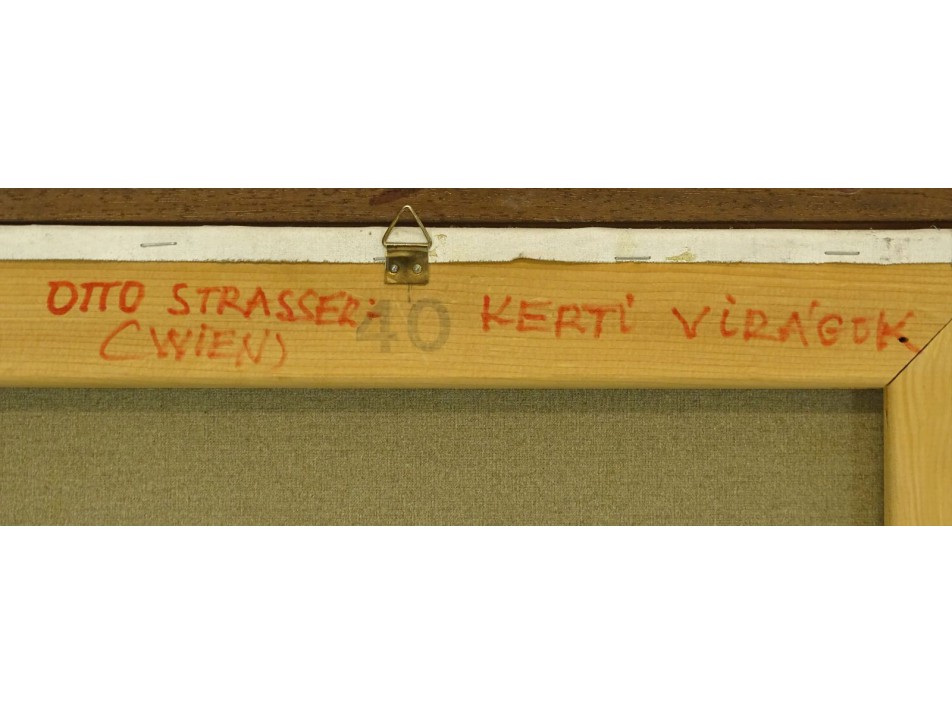 OTTO STRASSER: 40 KERTI VIRÁGOK
(WIEN)